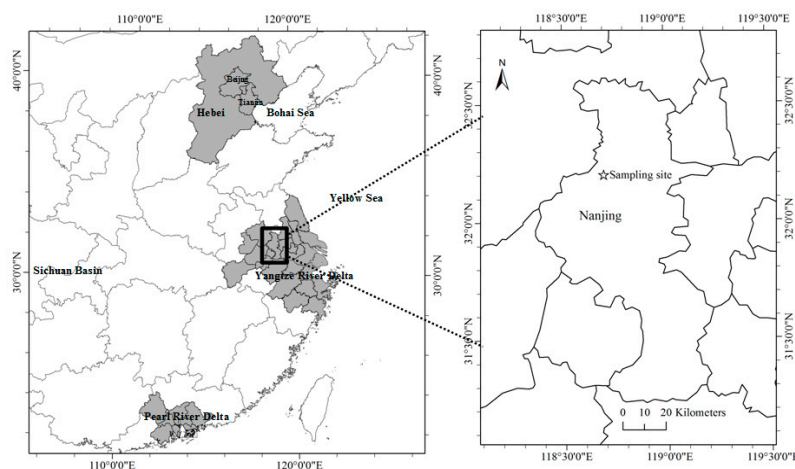 110°0'0"E
120°0'0"E
40°0'0"N
30°0'0"N
Beijing
Tianjin
Hebei
Bohai Sea
Yellow Sea
Sichuan Basin
Yangtze River Delta
Pearl River Delta
40°0'0"N
30°0'0"N
110°0'0"E
120°0'0"E
118°30'0"E
119°0'0"E
119°30'0"E
N
32°30'0"N
32°0'0"N
31°30'0"N
Sampling site
Nanjing
0 10 20 Kilometers
32°30'0"N
32°0'0"N
31°30'0"N
118°30'0"E
119°0'0"E
119°30'0"E